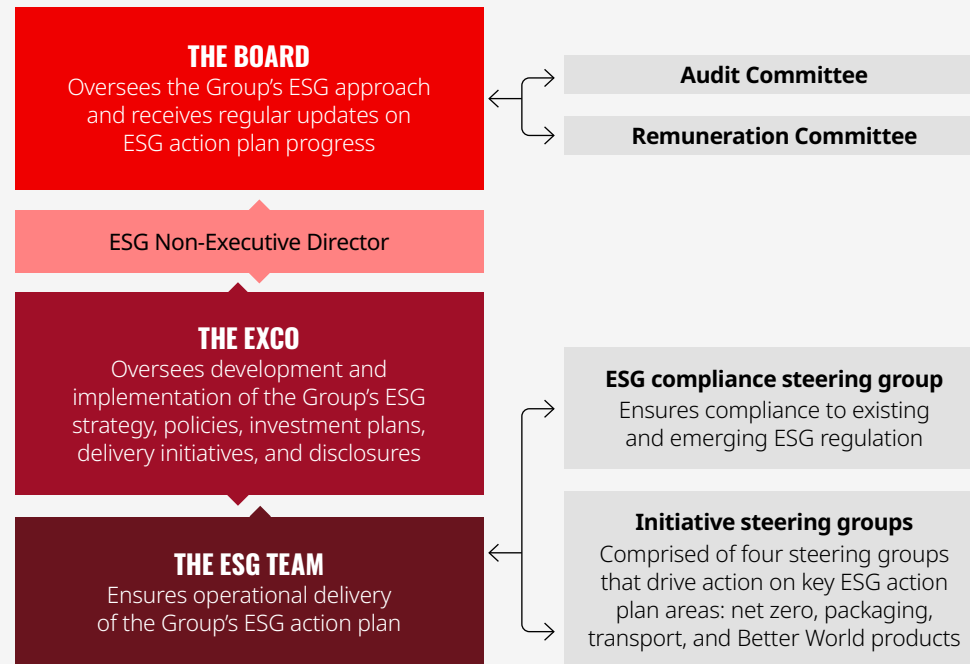 THE BOARD
Oversees the Group’s ESG approach
and receives regular updates on
ESG action plan progress
Audit Committee
Remuneration Committee
ESG Non-Executive Director
THE EXCO
Oversees development and
implementation of the Group’s ESG
strategy, policies, investment plans,
delivery initiatives, and disclosures
ESG compliance steering group
Ensures compliance to existing
and emerging ESG regulation
THE ESG TEAM
Ensures operational delivery
of the Group’s ESG action plan
Initiative steering groups
Comprised of four steering groups
that drive action on key ESG action
plan areas: net zero, packaging,
transport, and Better World products